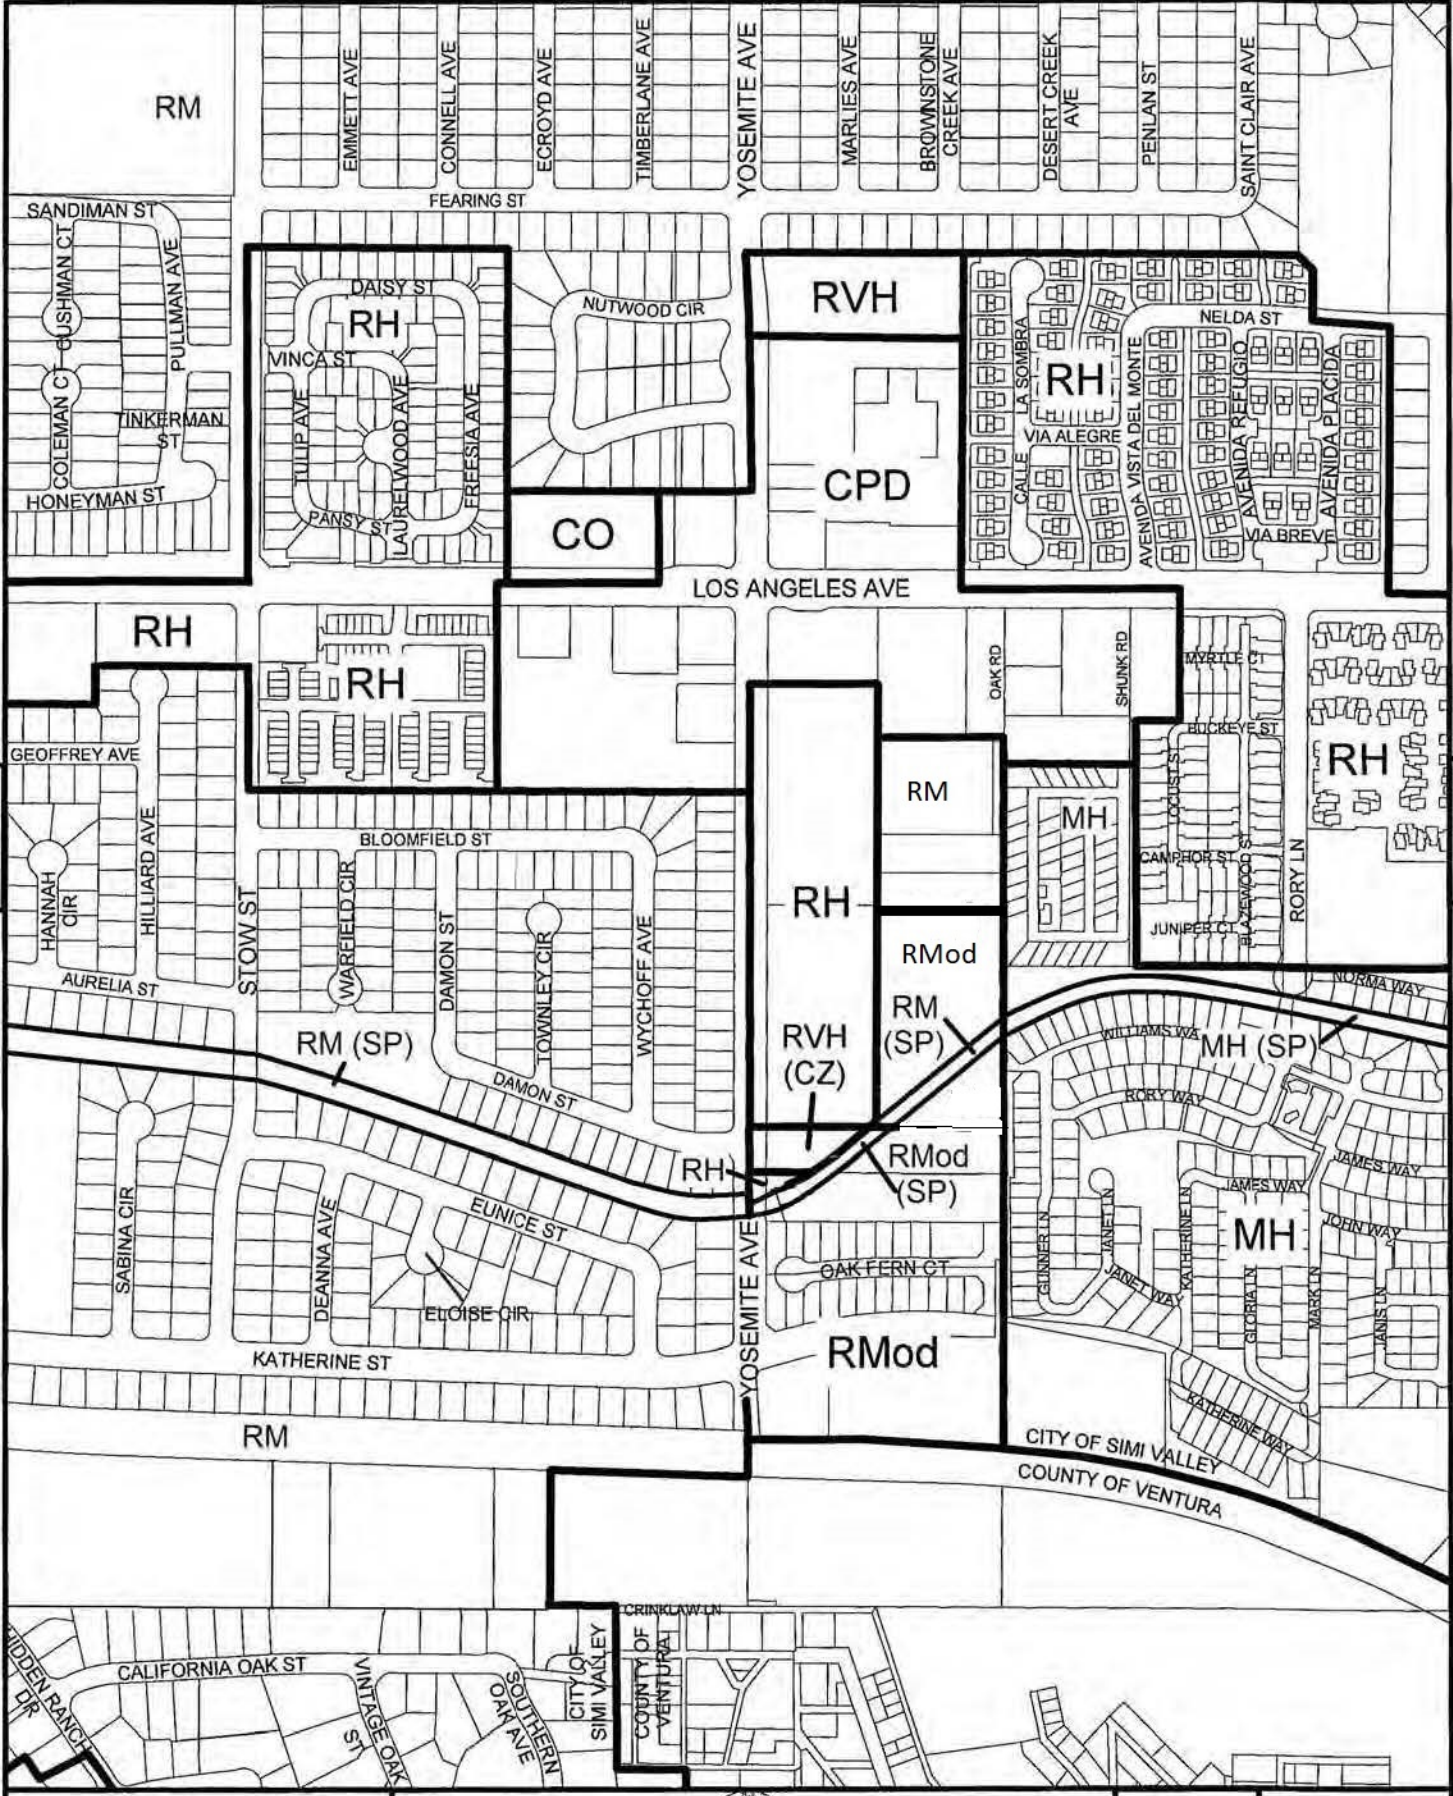 RM
EMMETT AVE
CONNELL AVE
ECROYD AVE
TIMBERLANE AVE
YOSEMITE AVE
MARLIES AVE
BROWNSTONE
CREEK AVE
DESERT CREEK
AVE
PENLAN ST
SAINT CLAIR AVE
FEARING ST
SANDIMAN ST
CUSHMAN CT
PULLMAN AVE
COLEMAN CT
TINKERMAN
ST
HONEYMAN ST
DAISY ST
RH
VINCA ST
TULIP AVE
LAURELWOOD AVE
FREESIA AVE
PANSY ST
NUTWOOD CIR
RVH
CPD
CO
NELDA ST
LA SOMBRA
CALLE
RH
VIA ALEGRE
AVENIDA VISTA DEL MONTE
AVENIDA REFUGIO
AVENIDA PLACIDA
VIA BREVE
LOS ANGELES AVE
RH
RH
OAK RD
SHUNK RD
MYRTLE CT
BUCKEYE ST
LOCUST ST
RH
GEOFFREY AVE
HANNAH
CIR
HILLIARD AVE
STOW ST
BLOOMFIELD ST
WARFIELD CIR
DAMON ST
TOWNLEY CIR
WYCHOFF AVE
RM
MH
CAMPHOR ST
BLAZEWOOD ST
RORY LN
JUNIPER CT
RH
RMod
AURELIA ST
RM (SP)
DAMON ST
RVH
(CZ)
RM
(SP)
NORMA WAY
WILLIAMS WA
MH (SP)
RORY WAY
RH
RMod
(SP)
JAMES WAY
JAMES WAY
SABINA CIR
DEANNA AVE
EUNICE ST
ELOISE CIR
YOSEMITE AVE
OAK FERN CT
GUNNER LN
JANET LN
KATHERINE LN
JANET WAY
MH
JOHN WAY
GLORIA LN
MARK LN
JANIS LN
KATHERINE ST
RMod
RM
KATHERINE WAY
CITY OF SIMI VALLEY
COUNTY OF VENTURA
CRINKLAW LN
CITY OF
SIMI VALLEY
COUNTY OF
VENTURA
HIDDEN RANCH
DR
CALIFORNIA OAK ST
VINTAGE OAK
ST
SOUTHERN
OAK AVE